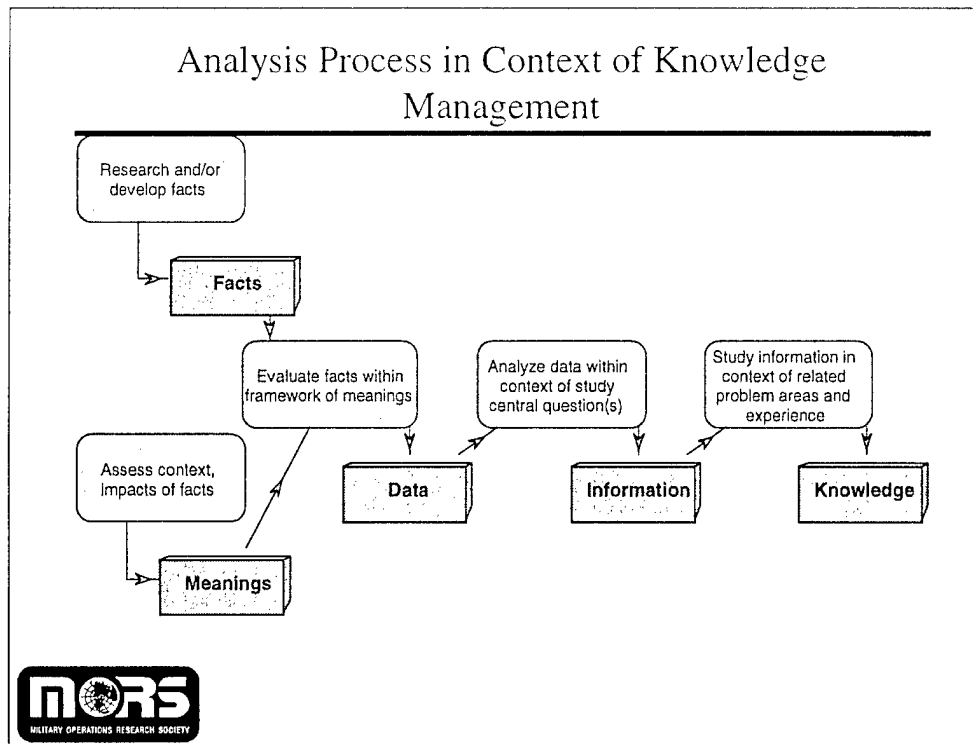 Analysis Process in Context of Knowledge
Management
Research and/or
develop facts
Facts
Evaluate facts within
framework of meanings
Analyze data within
context of study
central question(s)
Study information in
context of related
problem areas and
experience
Assess context,
Impacts of facts
Data
Information
Knowledge
Meanings
MORS
MILITARY OPERATIONS RESEARCH SOCIETY